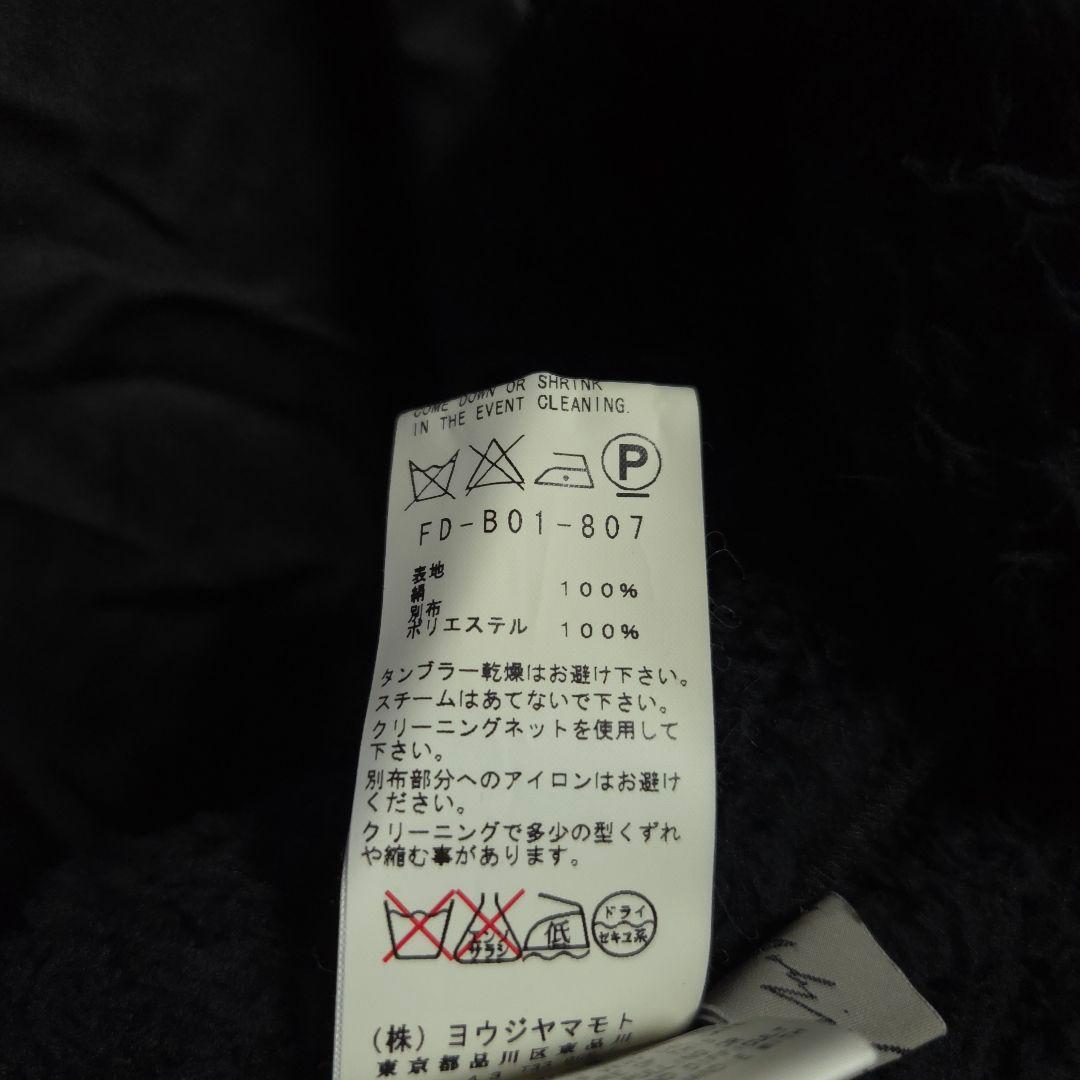 COME DOWN OR SHRINK
IN THE EVENT CLEANING.
P
FD-B01-807
表地
絹 100%
別布
ポリエステル 100%
タンブラー乾燥はお避け下さい。
スチームはあてないで下さい。
クリーニングネットを使用して
下さい。
別布部分へのアイロンはお避け
ください。
クリーニングで多少の型くずれ
や縮む事があります。
エンソ
サラシ
低
ドライ
セキユ系
(株)ヨウジヤマモト
東京都品川区東品川